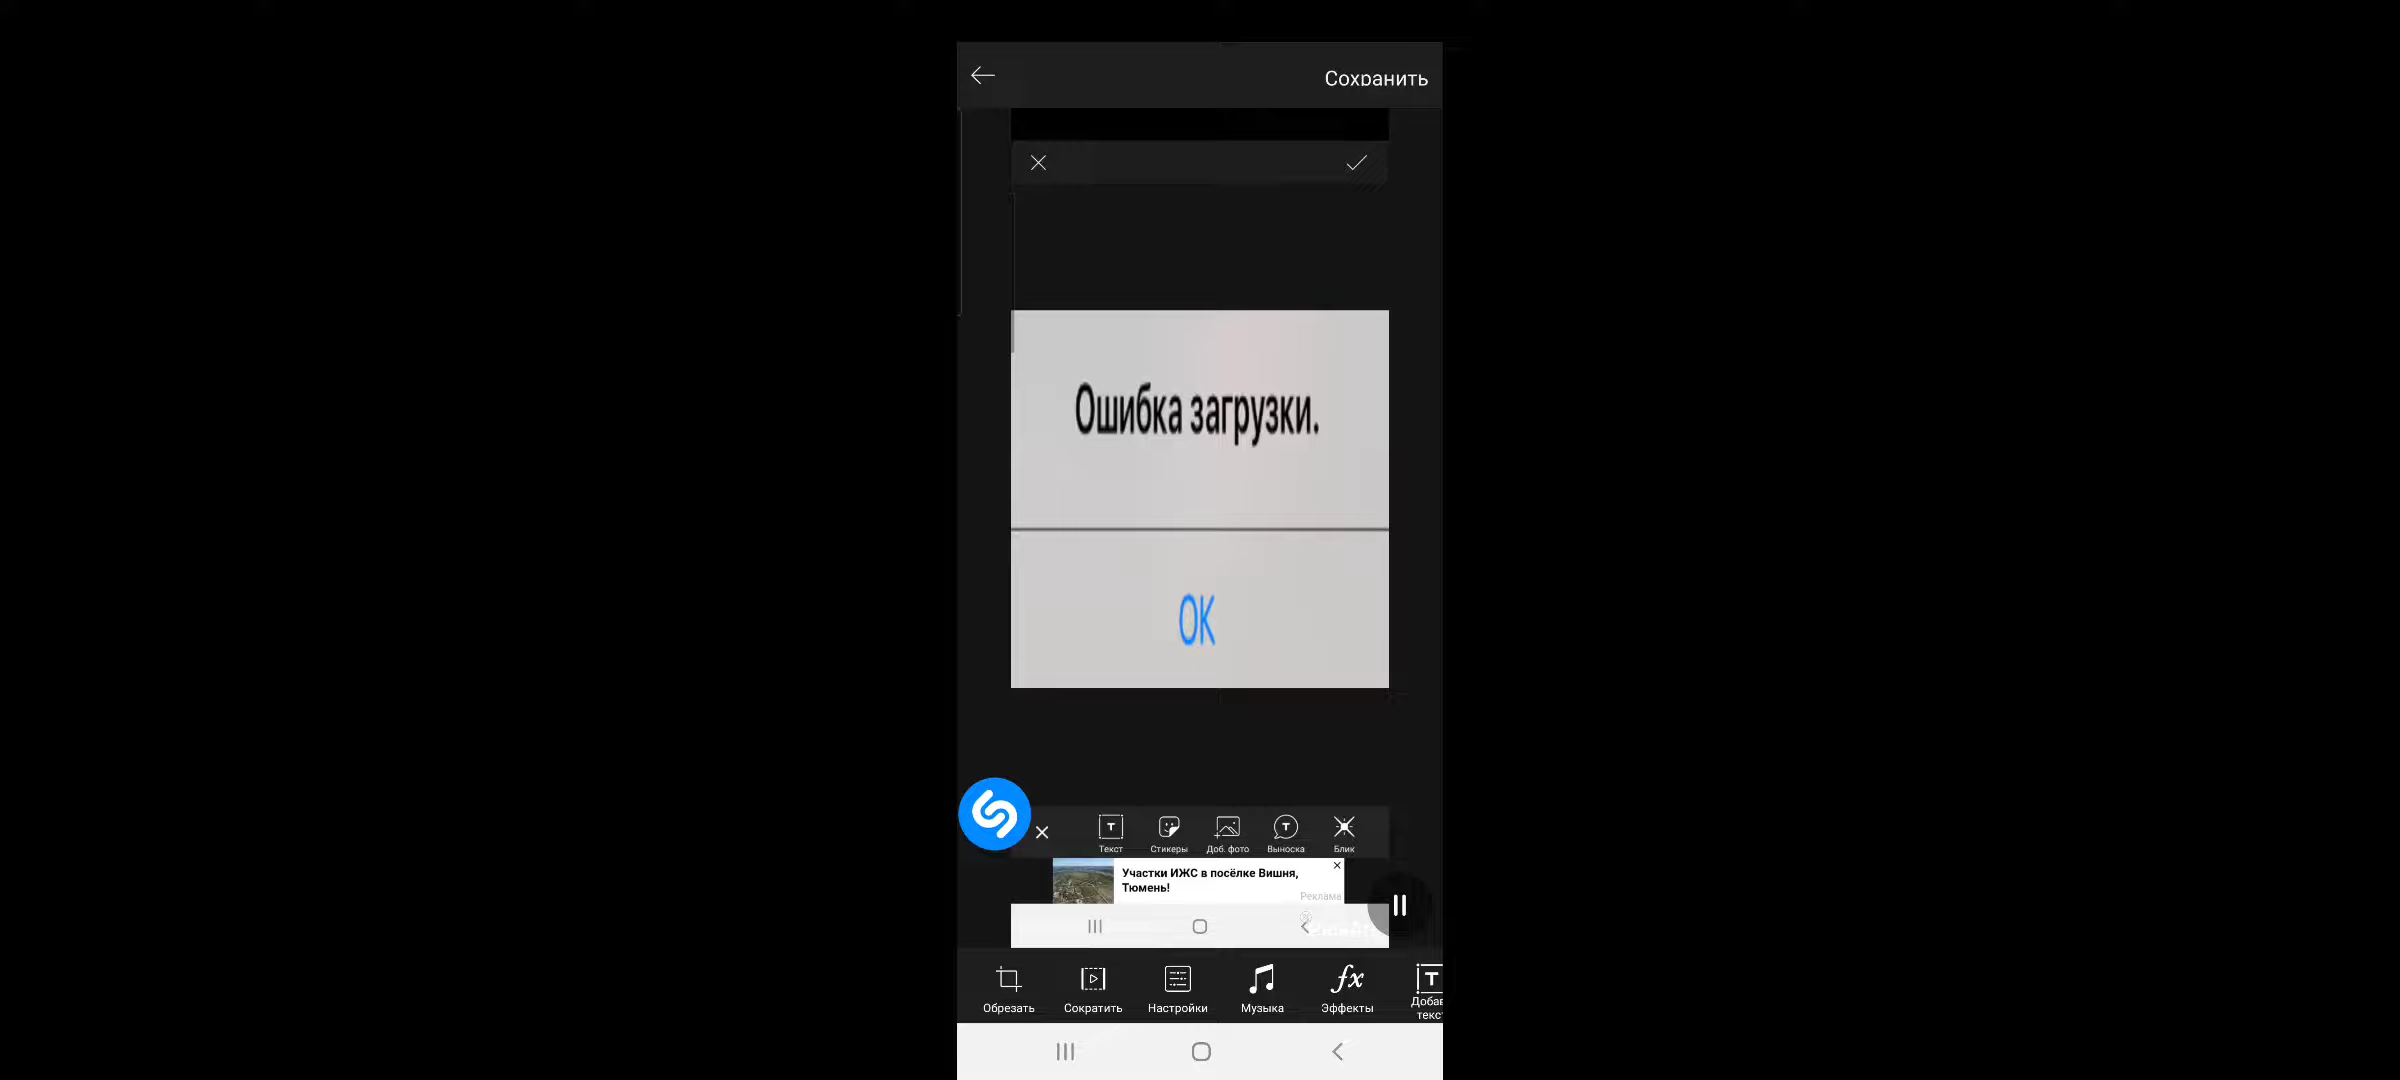 Сохранить
Ошибка загрузки.
OK
Текст
Стикеры
Доб. фото
Выноска
Блик
Участки ИЖС в посёлке Вишня,
Тюмень!
Реклама
Обрезать
Сократить
Настройки
Музыка
fx
Эффекты